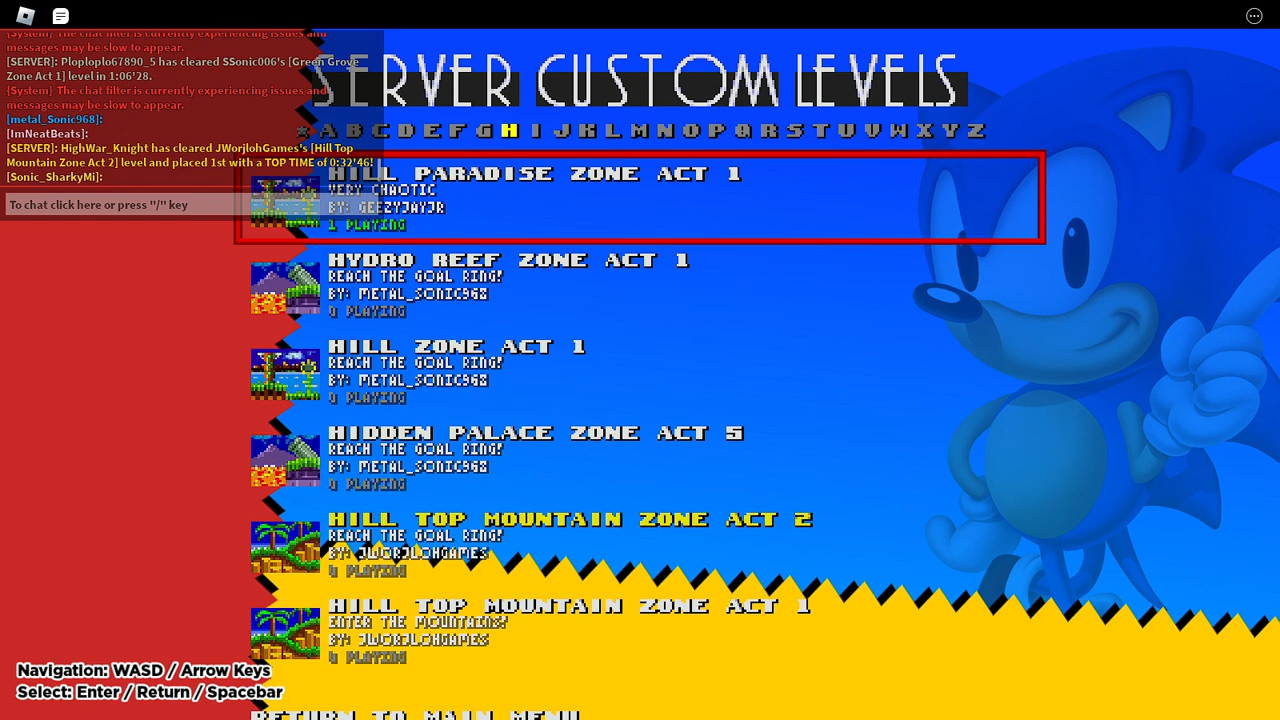 {System} The chat filter is currently experiencing issues and
messages may be slow to appear.
[SERVER]: Ploploplo67890_5 has cleared SSonic006's [Green Grove
Zone Act 1] level in 1:06'28.
{System} The chat filter is currently experiencing issues and
messages may be slow to appear.
[metal_Sonic968]:
[ImNeatBeats]:
[SERVER]: HighWar_Knight has cleared JWorjlohGames's [Hill Top
Mountain Zone Act 2] level and placed 1st with a TOP TIME of 0:32'46!
[Sonic_SharkyMi]:
To chat click here or press "/" key
SERVER CUSTOM LEVELS
* A B C D E F G H I J K L M N O P Q R S T U V W X Y Z
HILL PARADISE ZONE ACT 1
VERY CHAOTIC
BY: GEEZYJAYJR
1 PLAYING
HYDRO REEF ZONE ACT 1
REACH THE GOAL RING!
BY: METAL_SONIC968
0 PLAYING
HILL ZONE ACT 1
REACH THE GOAL RING!
BY: METAL_SONIC968
0 PLAYING
HIDDEN PALACE ZONE ACT 5
REACH THE GOAL RING!
BY: METAL_SONIC968
0 PLAYING
HILL TOP MOUNTAIN ZONE ACT 2
REACH THE GOAL RING!
BY: JWORJLOHGAMES
0 PLAYING
HILL TOP MOUNTAIN ZONE ACT 1
ENTER THE MOUNTAINS!
BY: JWORJLOHGAMES
0 PLAYING
RETURN TO MAIN MENU
Navigation: WASD / Arrow Keys
Select: Enter / Return / Spacebar